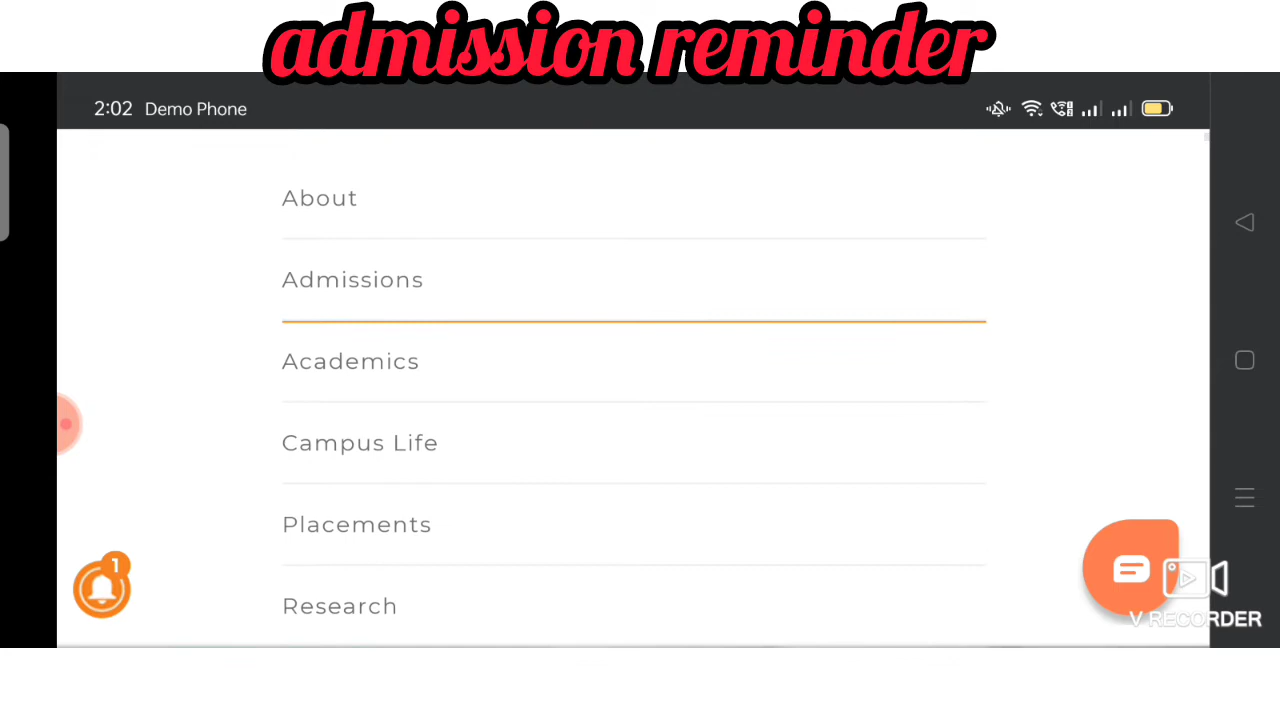 admission reminder
2:02 Demo Phone
About
Admissions
Academics
Campus Life
Placements
1
Research
V RECORDER